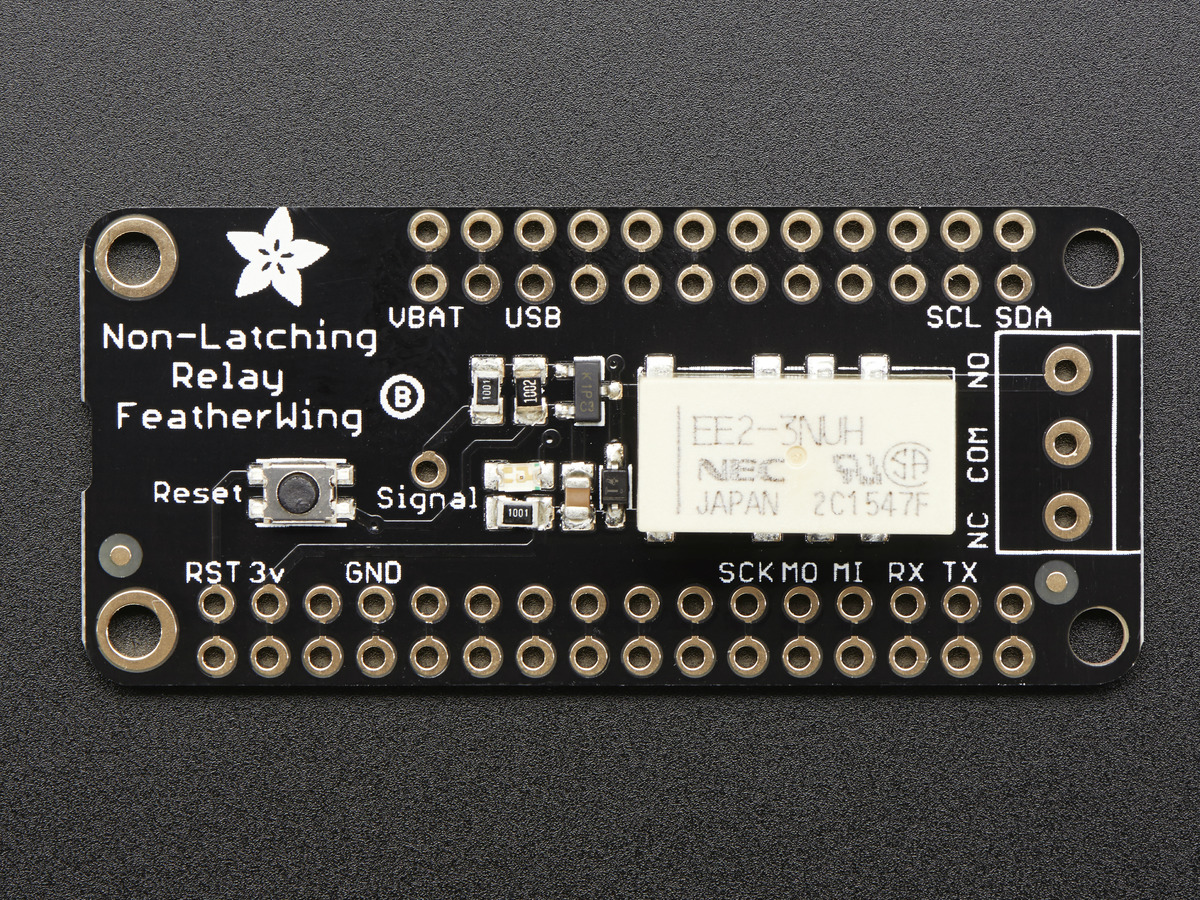 VBAT USB SCL SDA
Non-Latching
Relay
FeatherWing
B
1001
1002
NO
COM
NC
EE2-3NUH
NEC
JAPAN 2C1547F
Reset
Signal
1001
RST 3v GND SCK MO MI RX TX